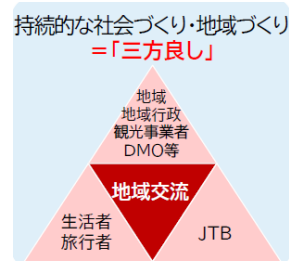 持続的な社会づくり・地域づくり
=「三方良し」
地域
地域行政
観光事業者
DMO等
地域交流
生活者
旅行者
JTB